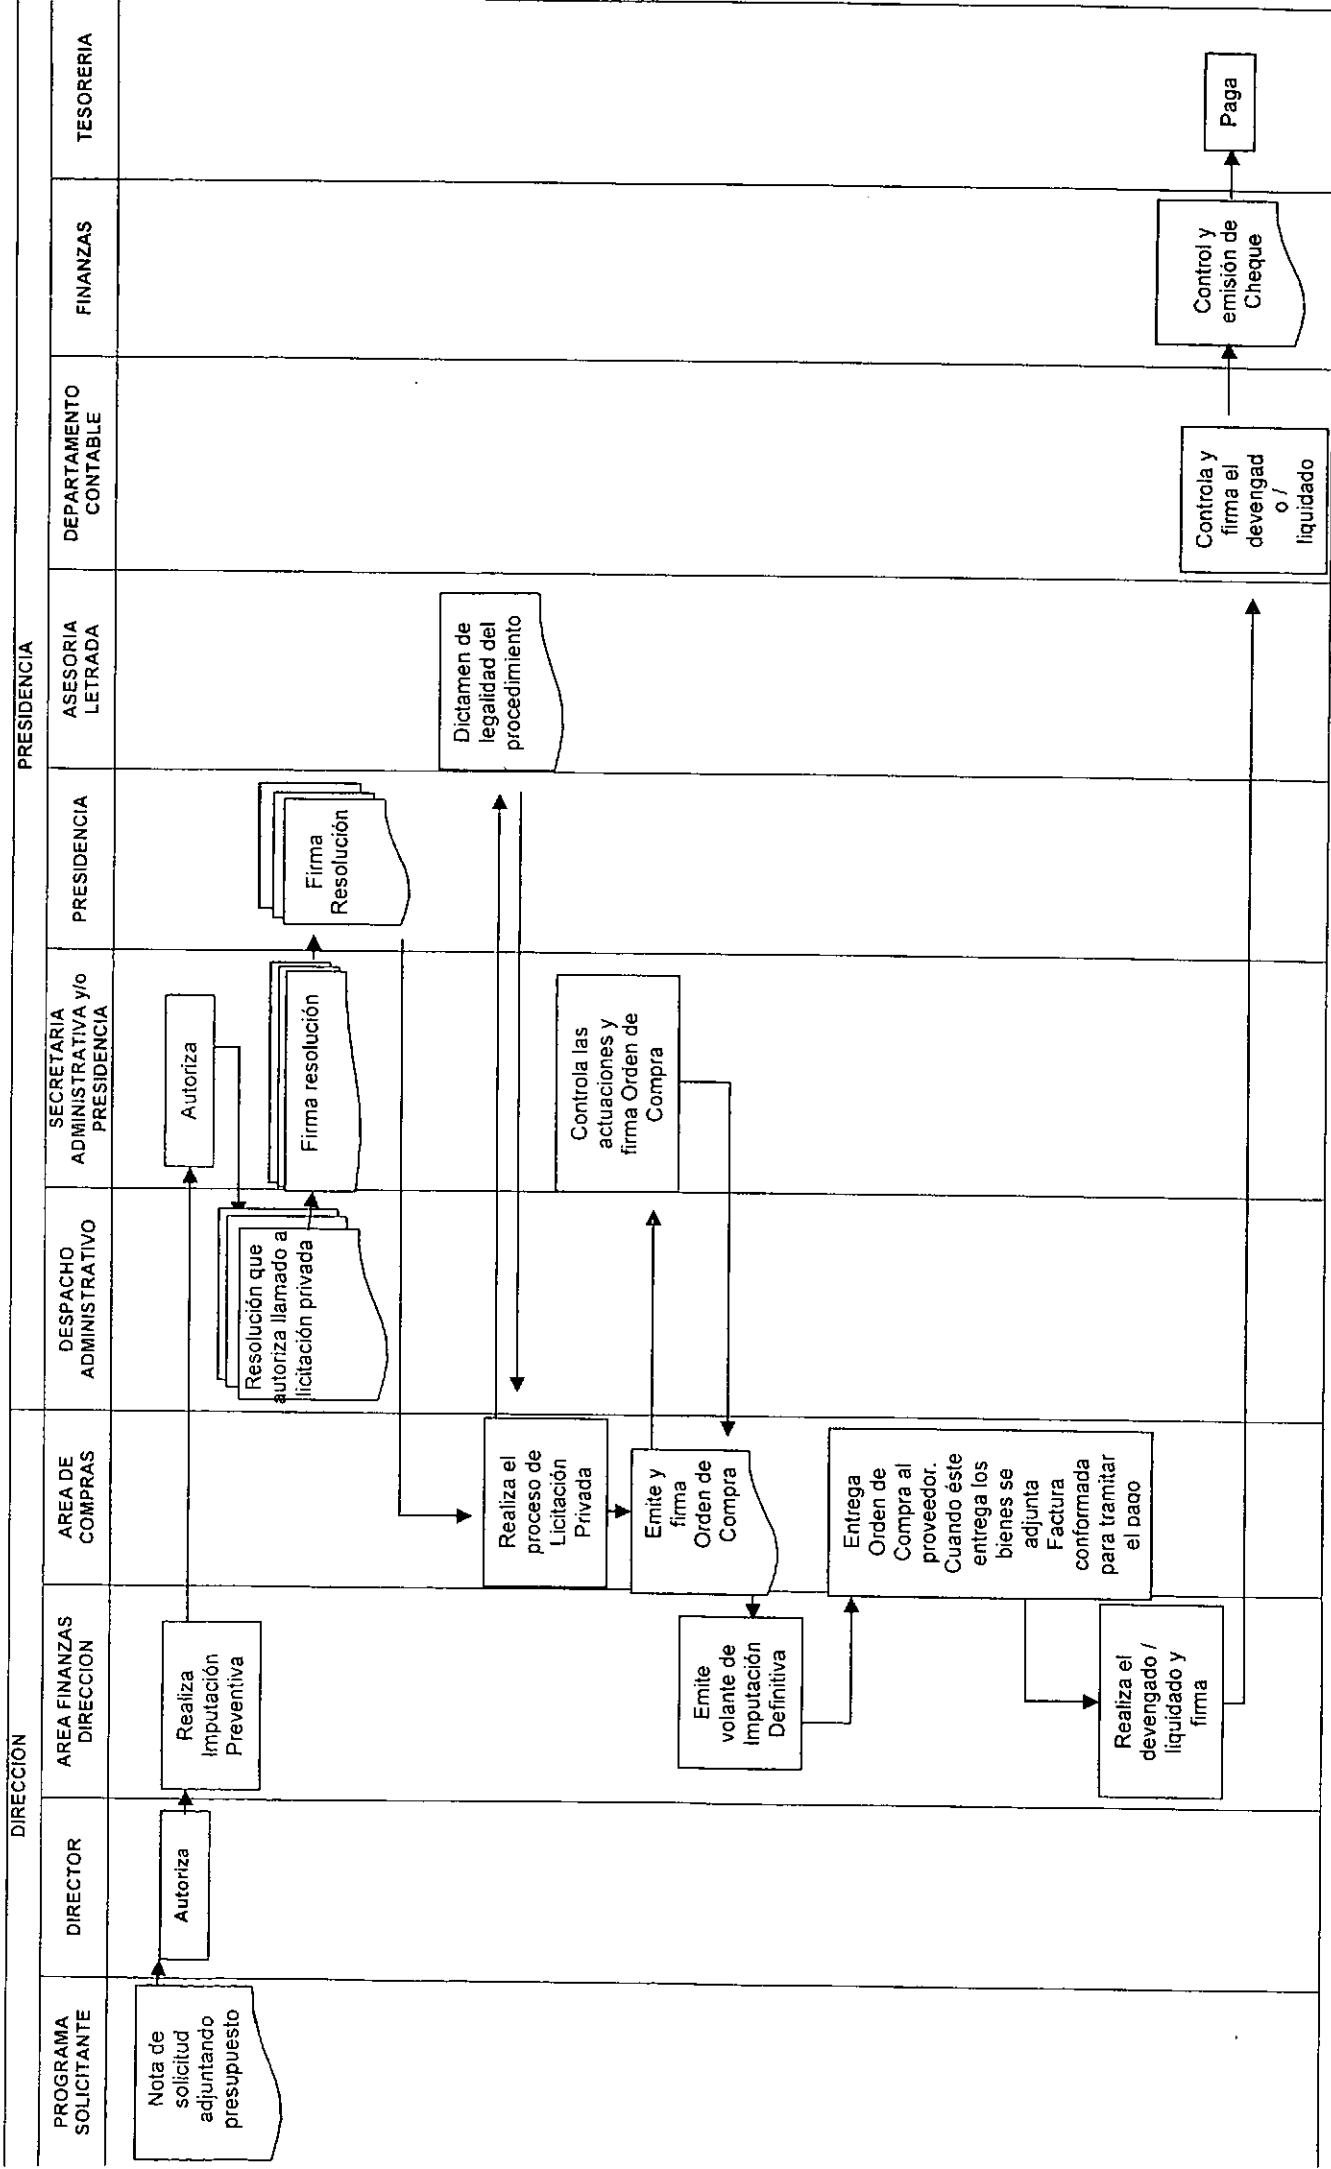 DIRECCIÓN
PRESIDENCIA
PROGRAMA
SOLICITANTE
DIRECTOR
AREA FINANZAS
DIRECCION
AREA DE
COMPRAS
DESPACHO
ADMINISTRATIVO
SECRETARIA
ADMINISTRATIVA y/o
PRESIDENCIA
PRESIDENCIA
ASESORIA
LETRADA
DEPARTAMENTO
CONTABLE
FINANZAS
TESORERIA
Nota de
solicitud
adjuntando
presupuesto
Autoriza
Realiza
Imputación
Preventiva
Autoriza
Resolución que
autoriza llamado a
licitación privada
Firma resolución
Firma
Resolución
Realiza el
proceso de
Licitación
Privada
Dictamen de
legalidad del
procedimiento
Emite y
firma
Orden de
Compra
Controla las
actuaciones y
firma Orden de
Compra
Emite
volante de
Imputación
Definitiva
Entrega
Orden de
Compra al
proveedor.
Cuando éste
entrega los
bienes se
adjunta
Factura
conformada
para tramitar
el pago
Realiza el
devengado /
liquidado y
firma
Controla y
firma el
devengad
o /
liquidado
Control y
emisión de
Cheque
Paga